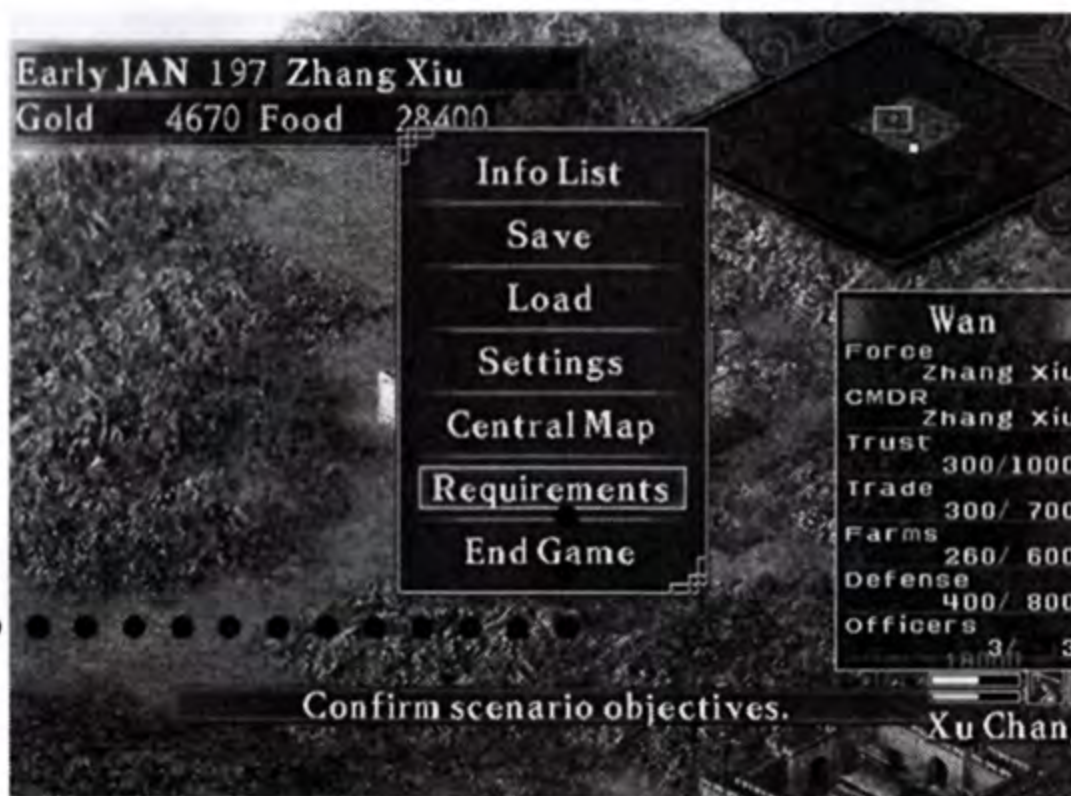 Early JAN 197 Zhang Xiu
Gold 4670 Food 28400
Info List
Save
Load
Settings
Central Map
Requirements
End Game
Wan
Force
Zhang Xiu
CMDR
Zhang Xiu
Trust
300/1000
Trade
300/ 700
Farms
260/ 600
Defense
400/ 800
Officers
3/ 3
Confirm scenario objectives.
Xu Chan